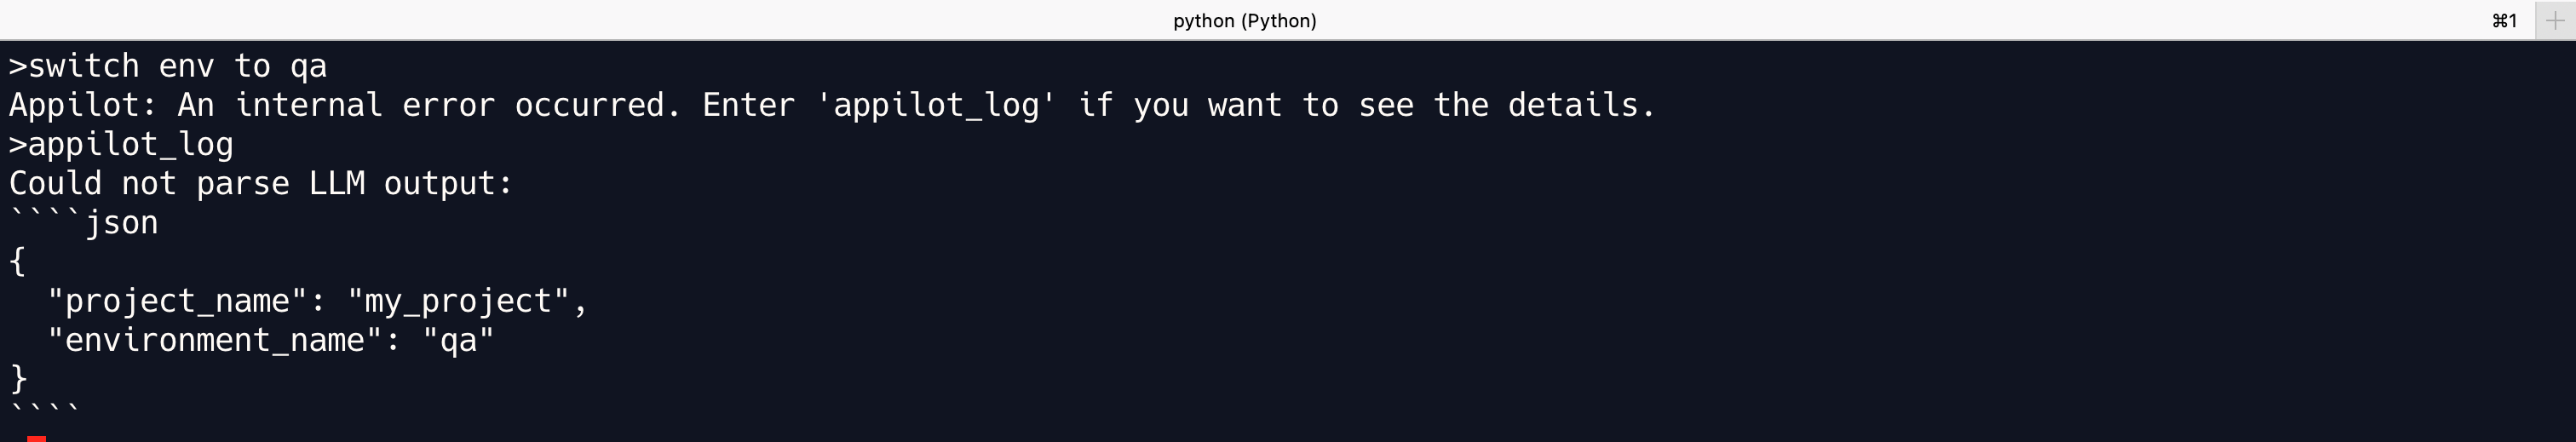 python (Python)
⌘1
>switch env to qa
Appilot: An internal error occurred. Enter 'appilot_log' if you want to see the details.
>appilot_log
Could not parse LLM output:
````json
{
  "project_name": "my_project",
  "environment_name": "qa"
}
````